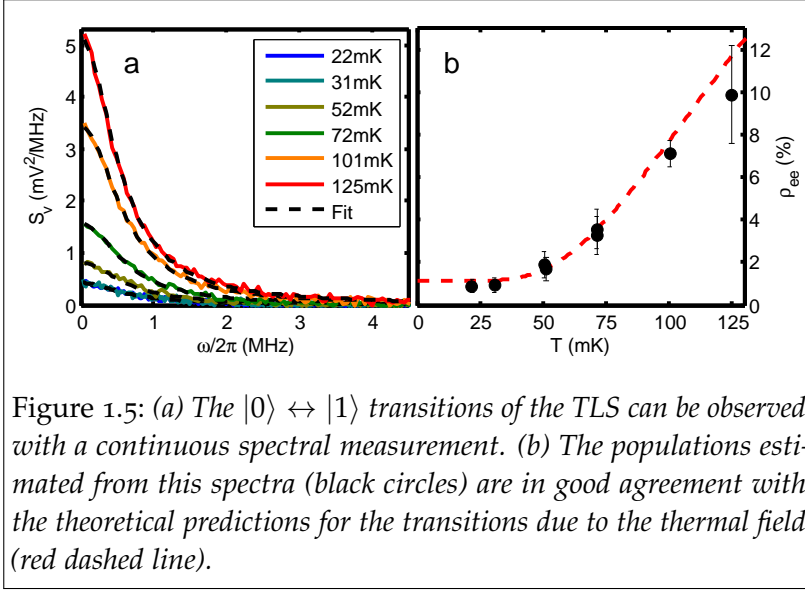 a
S_v (mV²/MHz)
5
4
3
2
1
0
0 1 2 3 4
ω/2π (MHz)
22mK
31mK
52mK
72mK
101mK
125mK
Fit
b
12
10
8
6
4
2
0
ρ_ee (%)
0 25 50 75 100 125
T (mK)
Figure 1.5: (a) The |0⟩ ↔ |1⟩ transitions of the TLS can be observed
with a continuous spectral measurement. (b) The populations esti-
mated from this spectra (black circles) are in good agreement with
the theoretical predictions for the transitions due to the thermal field
(red dashed line).